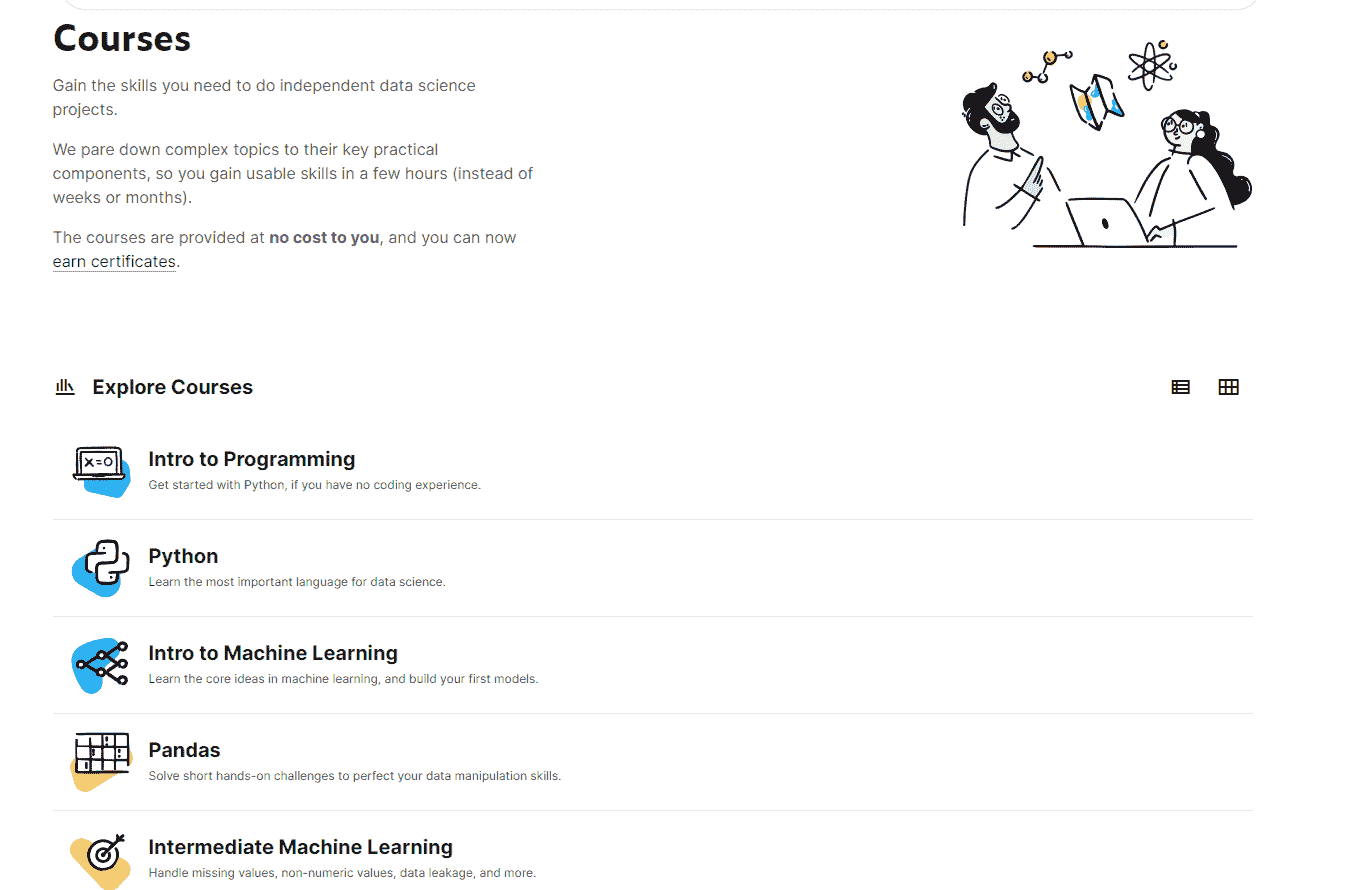 Courses
Gain the skills you need to do independent data science
projects.
We pare down complex topics to their key practical
components, so you gain usable skills in a few hours (instead of
weeks or months).
The courses are provided at no cost to you, and you can now
earn certificates.
Explore Courses
X=O
Intro to Programming
Get started with Python, if you have no coding experience.
Python
Learn the most important language for data science.
Intro to Machine Learning
Learn the core ideas in machine learning, and build your first models.
Pandas
Solve short hands-on challenges to perfect your data manipulation skills.
Intermediate Machine Learning
Handle missing values, non-numeric values, data leakage, and more.